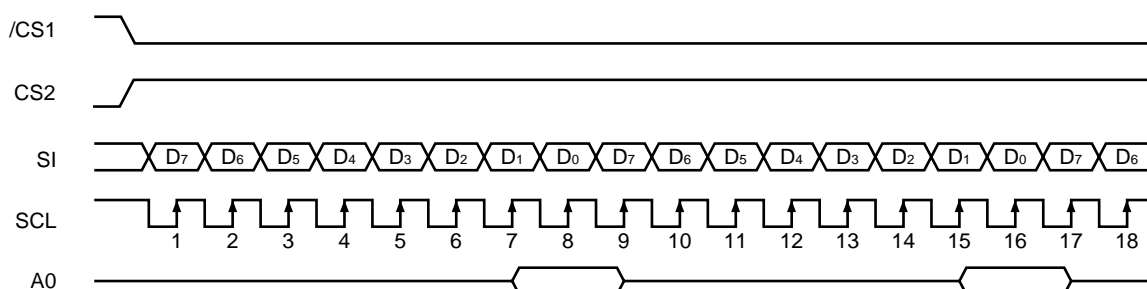 /CS1
CS2
SI D₇ D₆ D₅ D₄ D₃ D₂ D₁ D₀ D₇ D₆ D₅ D₄ D₃ D₂ D₁ D₀ D₇ D₆
SCL
1 2 3 4 5 6 7 8 9 10 11 12 13 14 15 16 17 18
A0